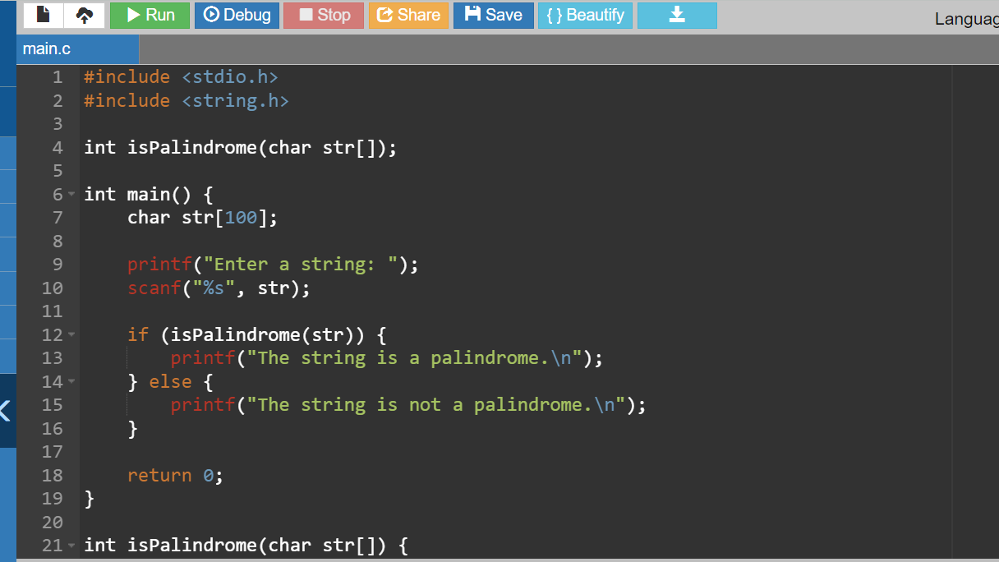 Run Debug Stop Share Save { } Beautify
Languag
main.c
1 #include <stdio.h>
2 #include <string.h>
3
4 int isPalindrome(char str[]);
5
6 int main() {
7     char str[100];
8
9     printf("Enter a string: ");
10     scanf("%s", str);
11
12     if (isPalindrome(str)) {
13         printf("The string is a palindrome.\n");
14     } else {
15         printf("The string is not a palindrome.\n");
16     }
17
18     return 0;
19 }
20
21 int isPalindrome(char str[]) {